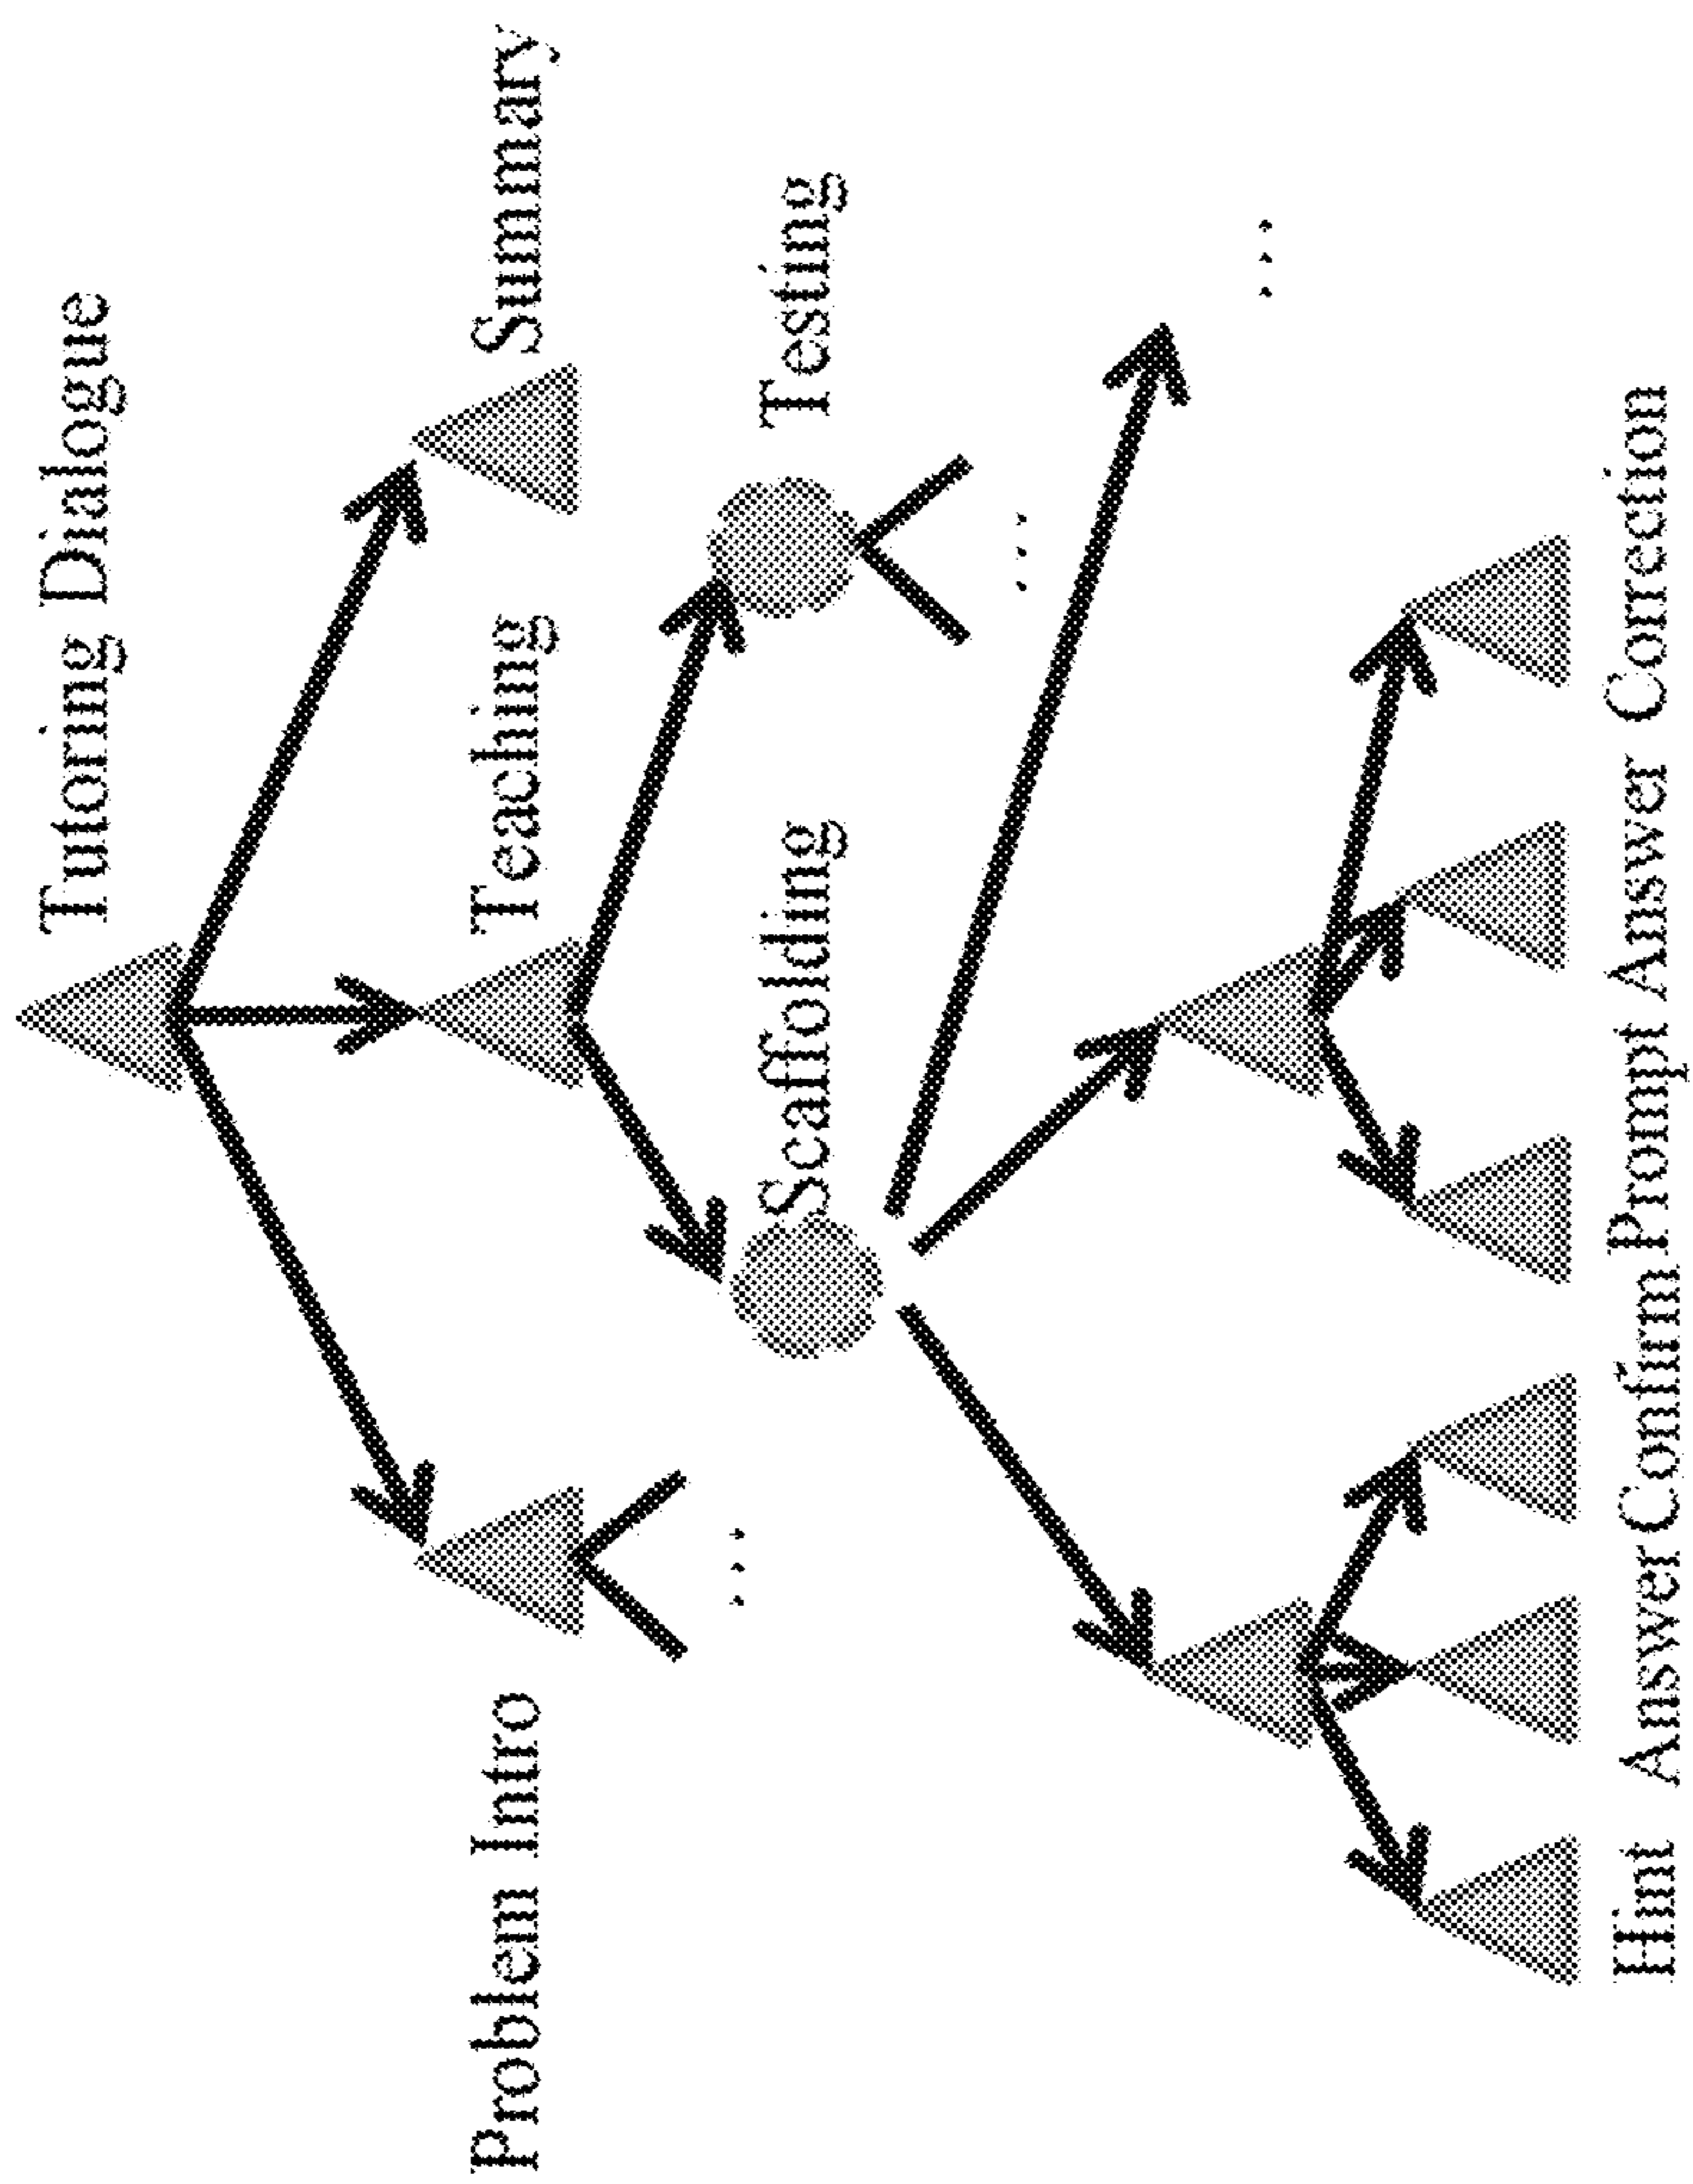 Tutoring Dialogue
Problem Intro
Teaching
Summary
Scaffolding
Testing
...
...
...
Hint
Answer
Confirm
Prompt
Answer
Correction